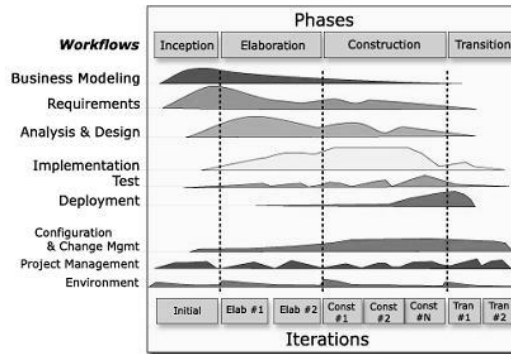 Phases
Workflows
Inception
Elaboration
Construction
Transition
Business Modeling
Requirements
Analysis & Design
Implementation
Test
Deployment
Configuration
& Change Mgmt
Project Management
Environment
Initial
Elab #1
Elab #2
Const
#1
Const
#2
Const
#N
Tran
#1
Tran
#2
Iterations